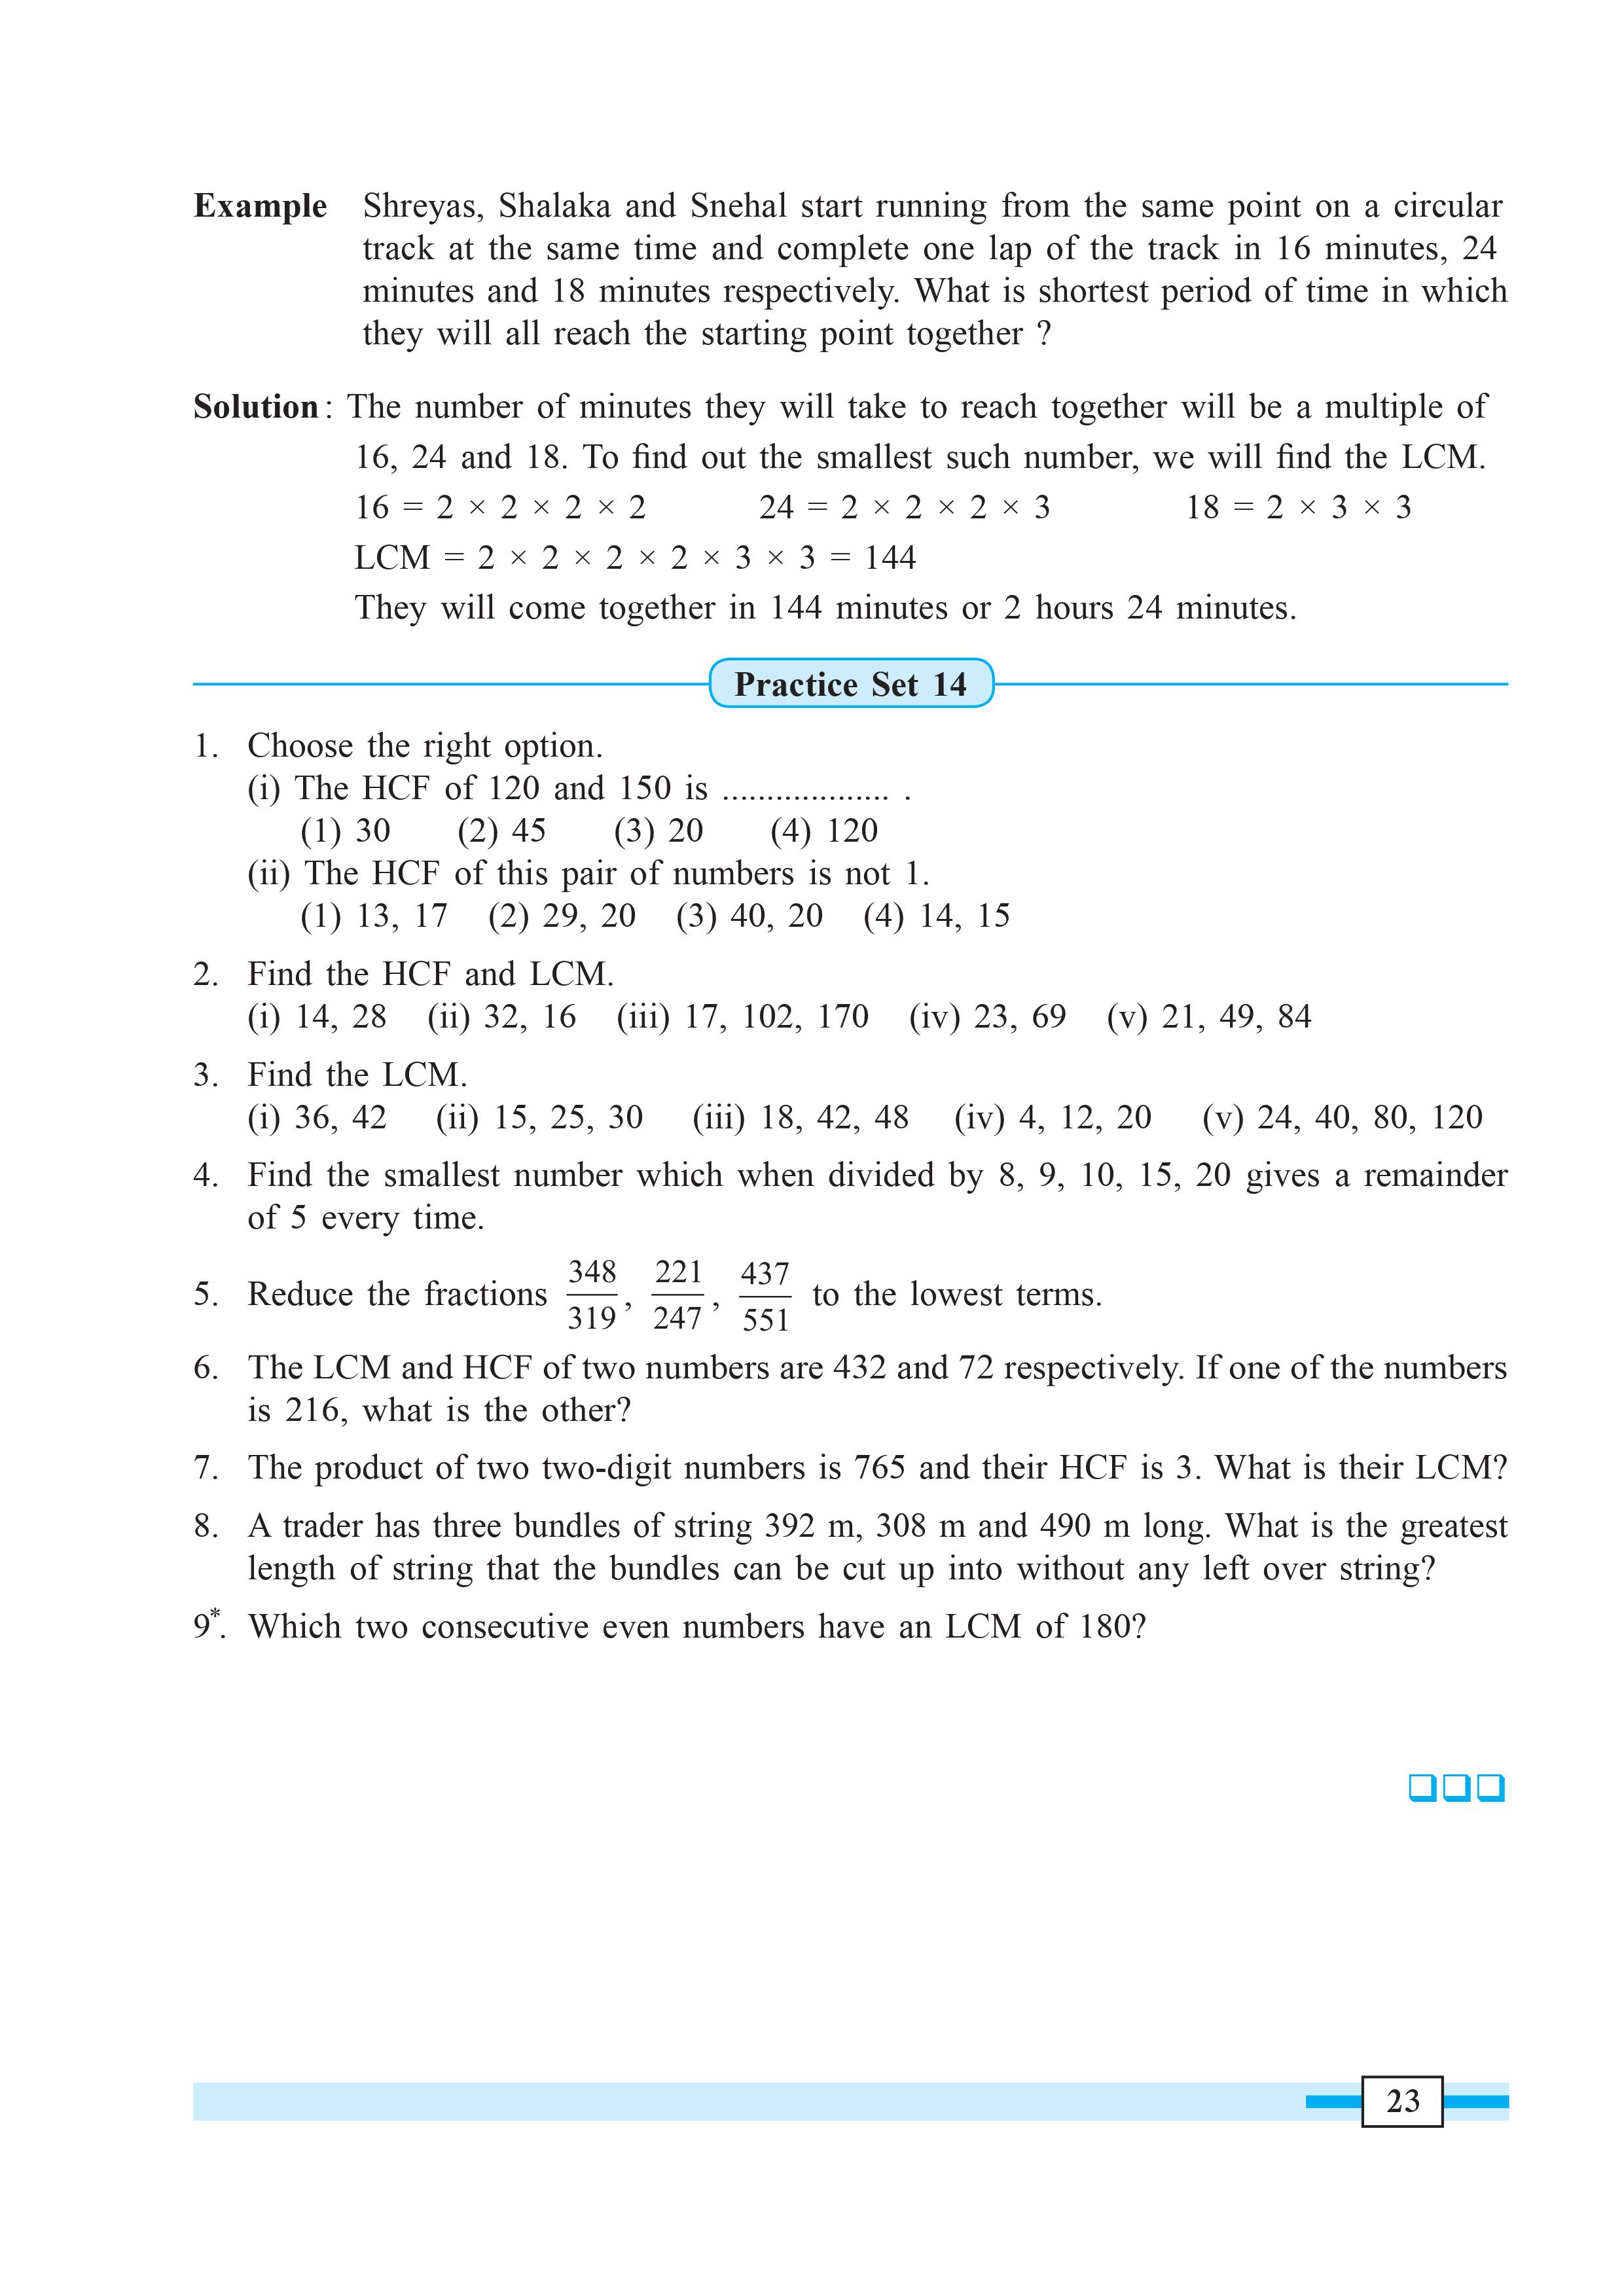 Example Shreyas, Shalaka and Snehal start running from the same point on a circular
track at the same time and complete one lap of the track in 16 minutes, 24
minutes and 18 minutes respectively. What is shortest period of time in which
they will all reach the starting point together ?
Solution : The number of minutes they will take to reach together will be a multiple of
16, 24 and 18. To find out the smallest such number, we will find the LCM.
16 = 2 × 2 × 2 × 2 24 = 2 × 2 × 2 × 3 18 = 2 × 3 × 3
LCM = 2 × 2 × 2 × 2 × 3 × 3 = 144
They will come together in 144 minutes or 2 hours 24 minutes.
Practice Set 14
1. Choose the right option.
(i) The HCF of 120 and 150 is ................... .
(1) 30 (2) 45 (3) 20 (4) 120
(ii) The HCF of this pair of numbers is not 1.
(1) 13, 17 (2) 29, 20 (3) 40, 20 (4) 14, 15
2. Find the HCF and LCM.
(i) 14, 28 (ii) 32, 16 (iii) 17, 102, 170 (iv) 23, 69 (v) 21, 49, 84
3. Find the LCM.
(i) 36, 42 (ii) 15, 25, 30 (iii) 18, 42, 48 (iv) 4, 12, 20 (v) 24, 40, 80, 120
4. Find the smallest number which when divided by 8, 9, 10, 15, 20 gives a remainder
of 5 every time.
5. Reduce the fractions 348/319, 221/247, 437/551 to the lowest terms.
6. The LCM and HCF of two numbers are 432 and 72 respectively. If one of the numbers
is 216, what is the other?
7. The product of two two-digit numbers is 765 and their HCF is 3. What is their LCM?
8. A trader has three bundles of string 392 m, 308 m and 490 m long. What is the greatest
length of string that the bundles can be cut up into without any left over string?
9*. Which two consecutive even numbers have an LCM of 180?
23